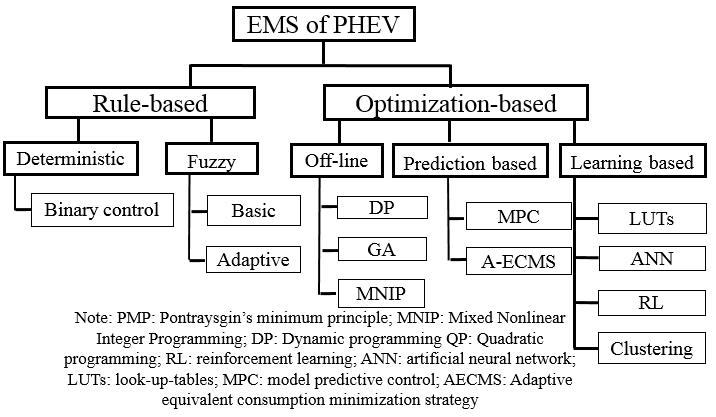 EMS of PHEV
Rule-based
Optimization-based
Deterministic
Fuzzy
Off-line
Prediction based
Learning based
Binary control
Basic
Adaptive
DP
GA
MNIP
MPC
A-ECMS
LUTs
ANN
RL
Clustering
Note: PMP: Pontraysgin’s minimum principle; MNIP: Mixed Nonlinear
Integer Programming; DP: Dynamic programming QP: Quadratic
programming; RL: reinforcement learning; ANN: artificial neural network;
LUTs: look-up-tables; MPC: model predictive control; AECMS: Adaptive
equivalent consumption minimization strategy